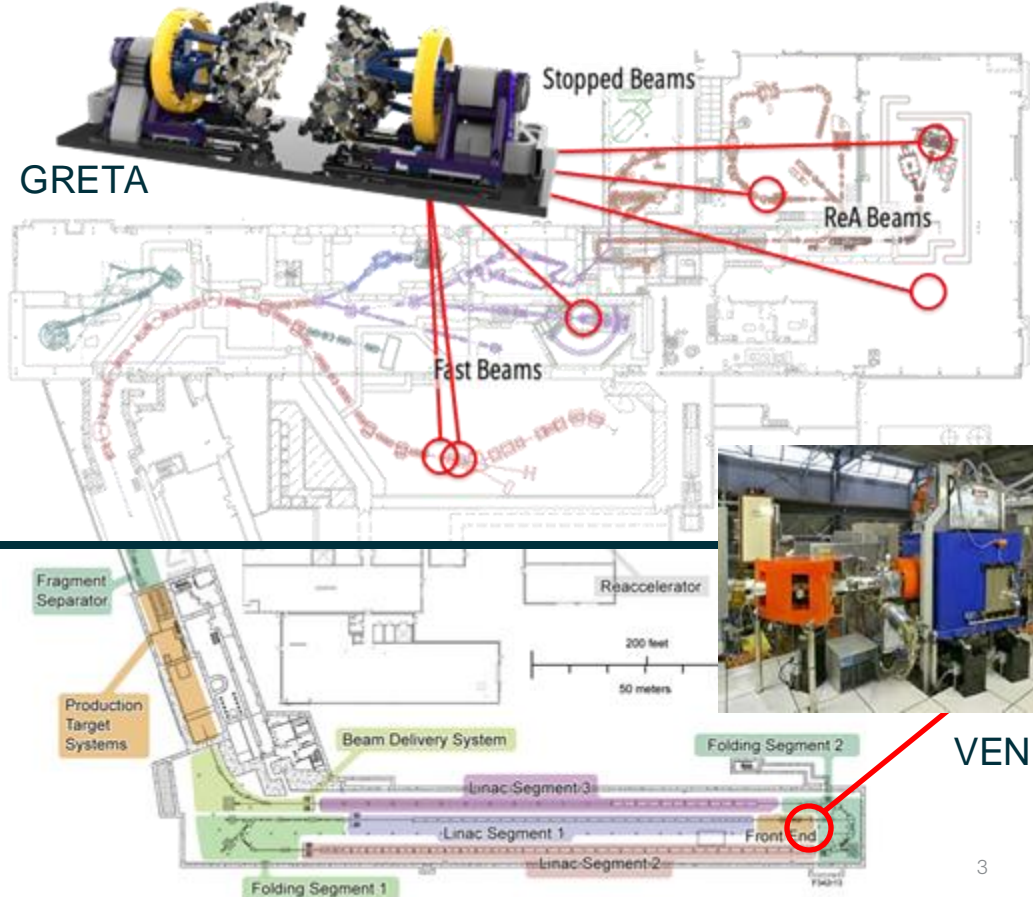 Stopped Beams
GRETA
ReA Beams
Fast Beams
Fragment
Separator
Reaccelerator
200 feet
50 meters
Production
Target
Systems
Beam Delivery System
Folding Segment 2
VEN
Linac Segment 3
Linac Segment 1
Front End
Linac Segment 2
Folding Segment 1
3